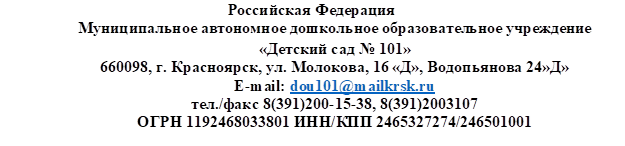 Российская Федерация
Муниципальное автономное дошкольное образовательное учреждение
«Детский сад № 101»
660098, г. Красноярск, ул. Молокова, 16 «Д», Водопьянова 24»Д»
E-mail: dou101@mailkrsk.ru
тел./факс 8(391)200-15-38, 8(391)2003107
ОГРН 1192468033801 ИНН/КПП 2465327274/246501001